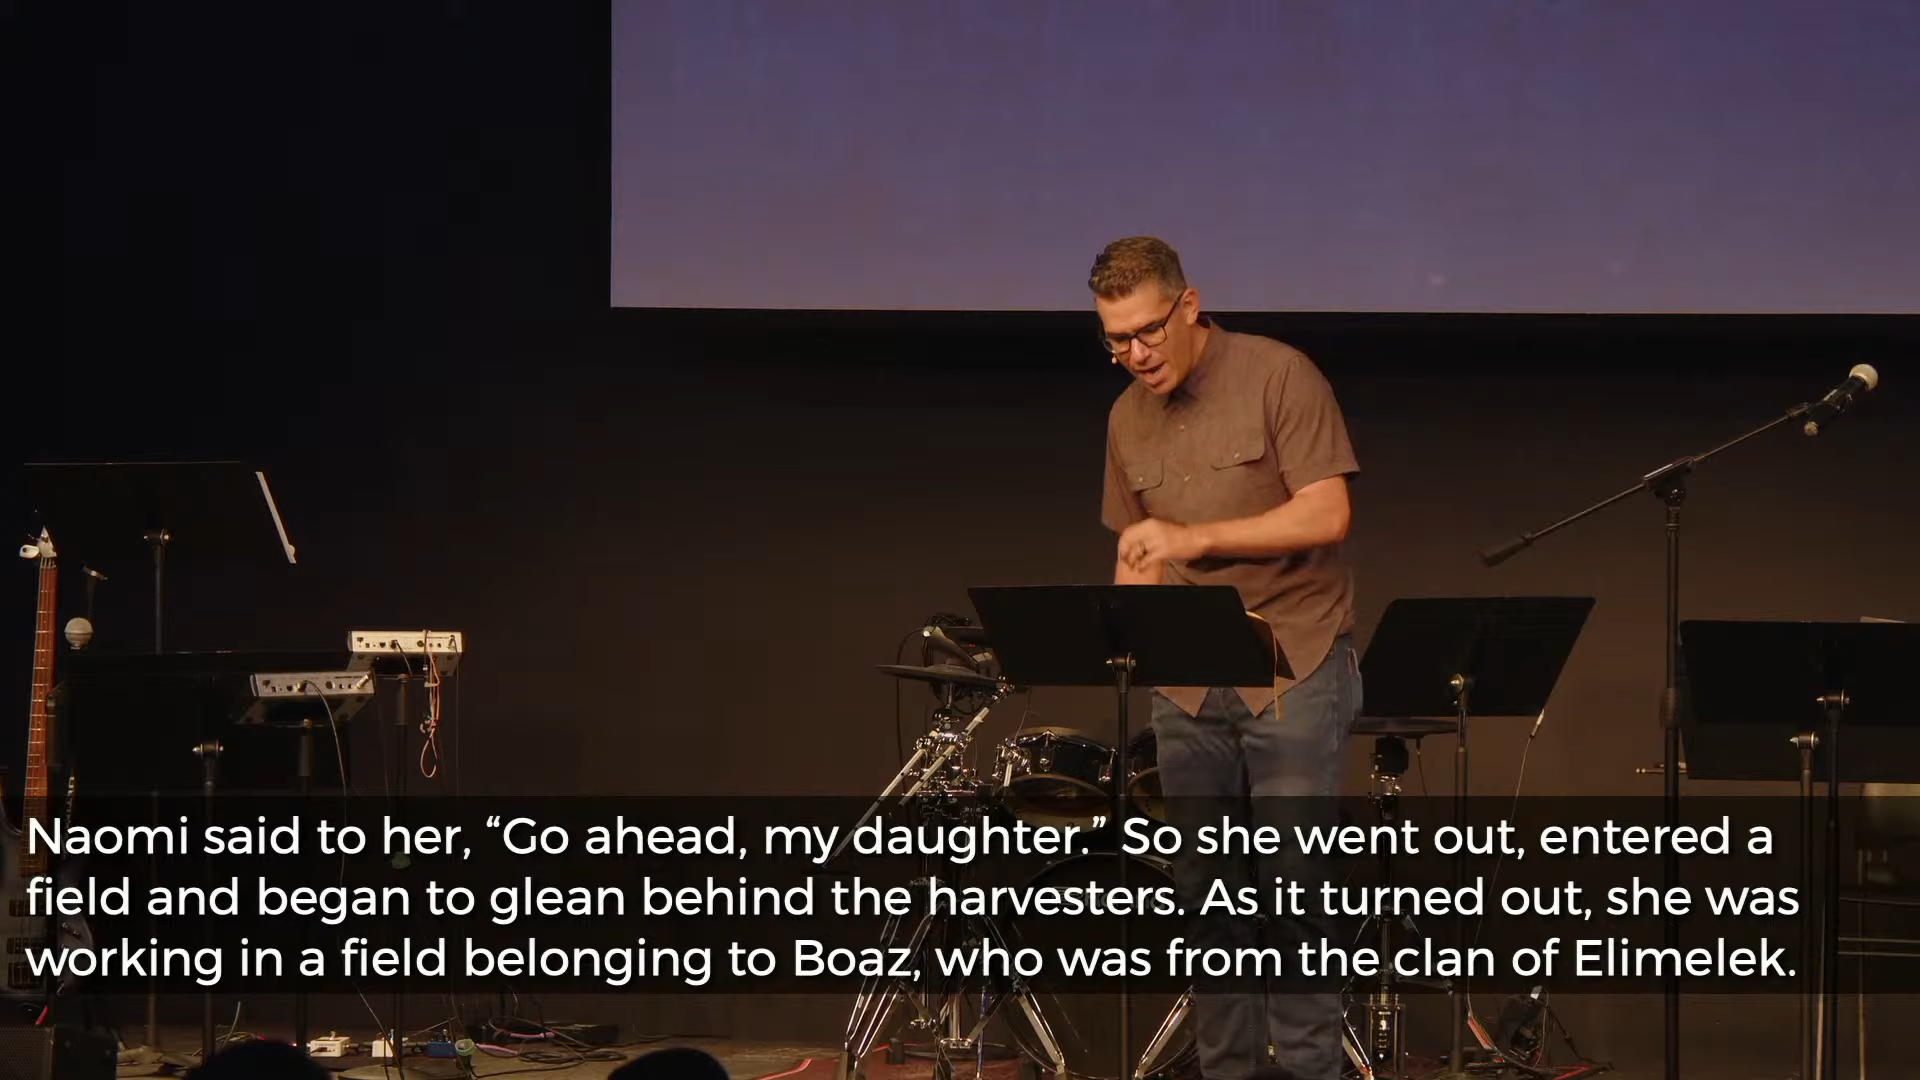 Naomi said to her, “Go ahead, my daughter.” So she went out, entered a
field and began to glean behind the harvesters. As it turned out, she was
working in a field belonging to Boaz, who was from the clan of Elimelek.